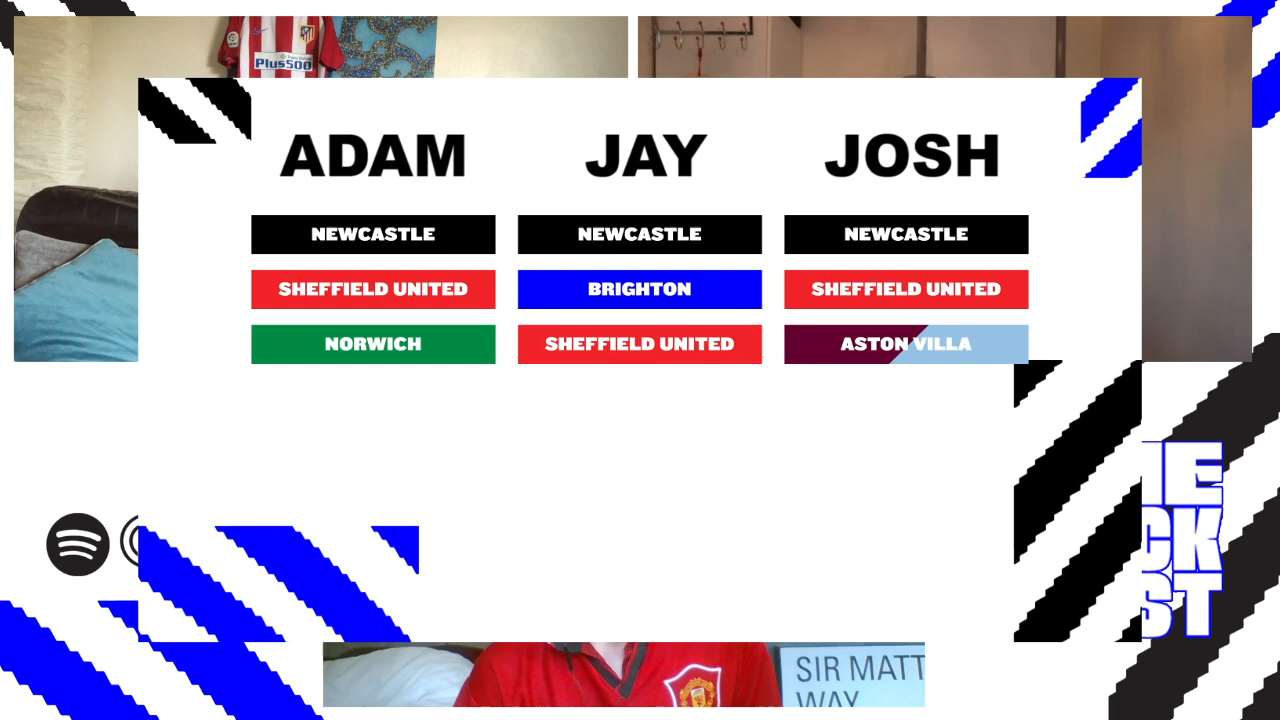 Plus500
ADAM JAY JOSH
NEWCASTLE NEWCASTLE NEWCASTLE
SHEFFIELD UNITED BRIGHTON SHEFFIELD UNITED
NORWICH SHEFFIELD UNITED ASTON VILLA
SIR MATT
WAY